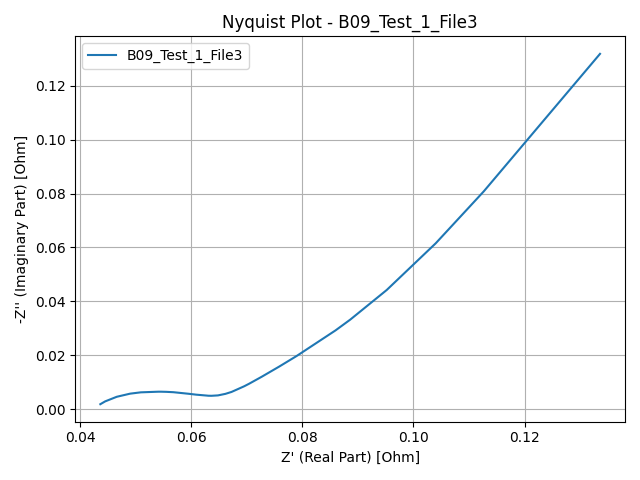 Nyquist Plot - B09_Test_1_File3
B09_Test_1_File3
-Z'' (Imaginary Part) [Ohm]
0.12
0.10
0.08
0.06
0.04
0.02
0.00
0.04 0.06 0.08 0.10 0.12
Z' (Real Part) [Ohm]